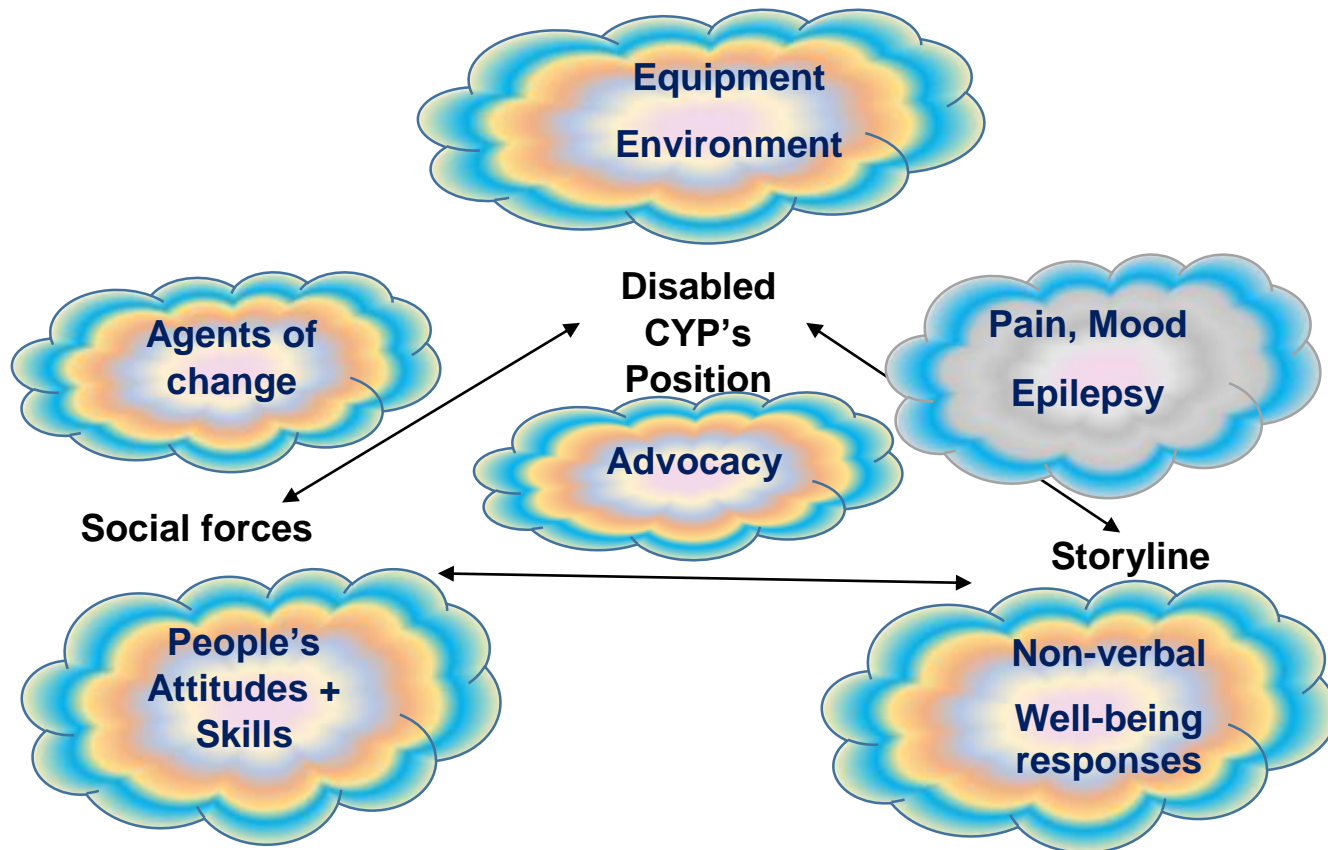 Equipment
Environment
Disabled
CYP's
Position
Agents of
change
Pain, Mood
Epilepsy
Advocacy
Social forces
Storyline
People's
Attitudes +
Skills
Non-verbal
Well-being
responses